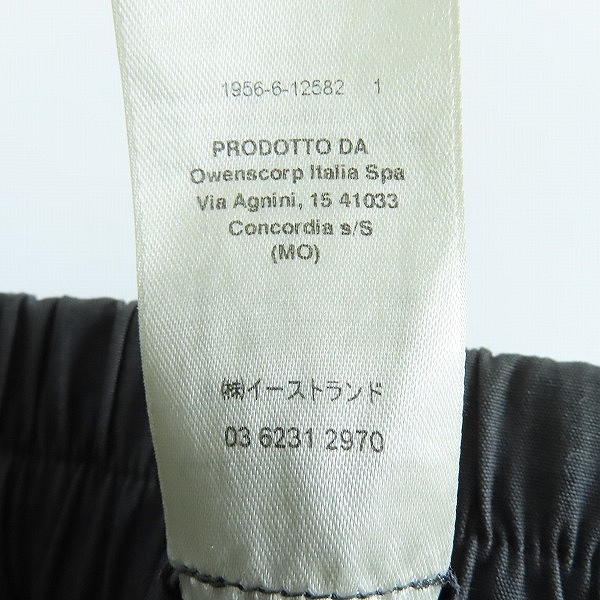 1956-6-12582 1
PRODOTTO DA
Owenscorp Italia Spa
Via Agnini, 15 41033
Concordia s/S
(MO)
㈱イーストランド
03 6231 2970